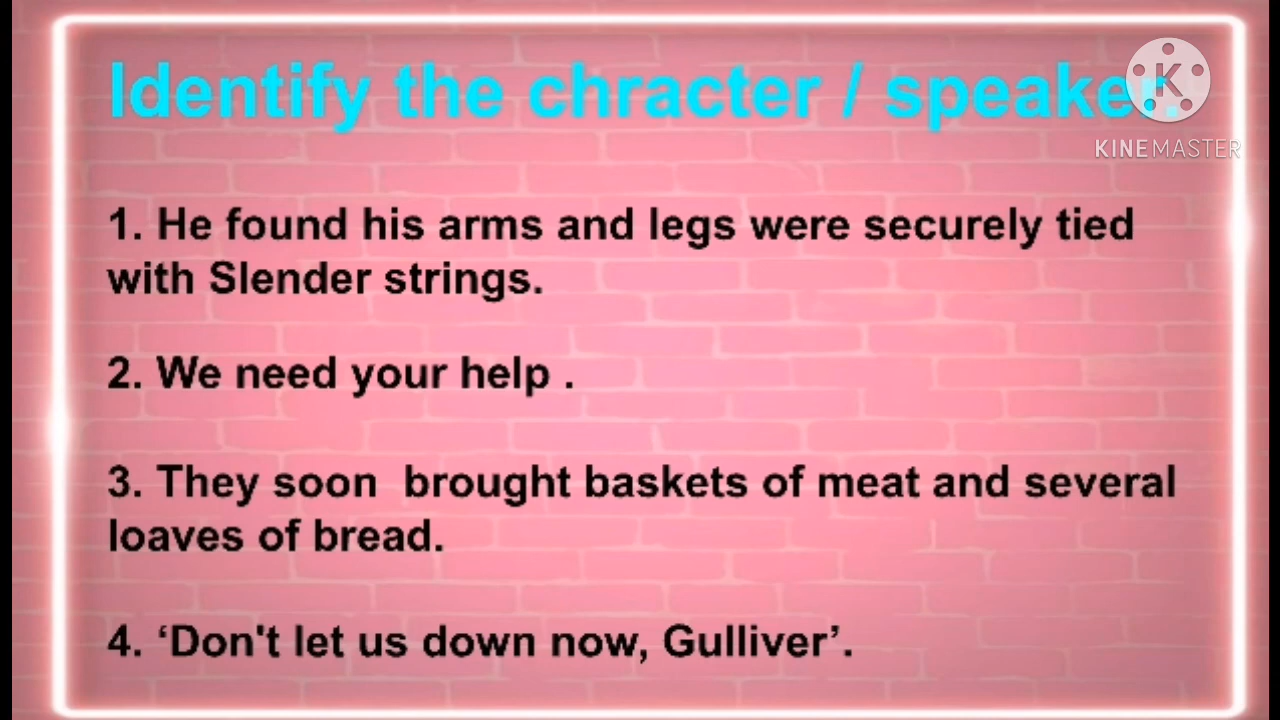 Identify the chracter / speaker.
KINEMASTER
1. He found his arms and legs were securely tied
with Slender strings.
2. We need your help .
3. They soon  brought baskets of meat and several
loaves of bread.
4. ‘Don't let us down now, Gulliver’.